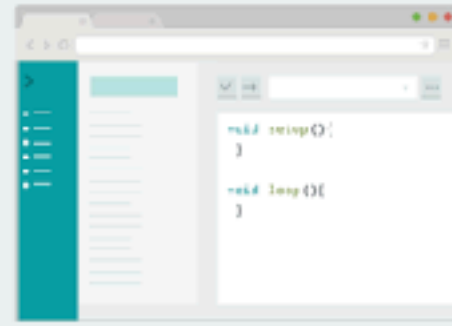 void setup(){
}
void loop(){
}